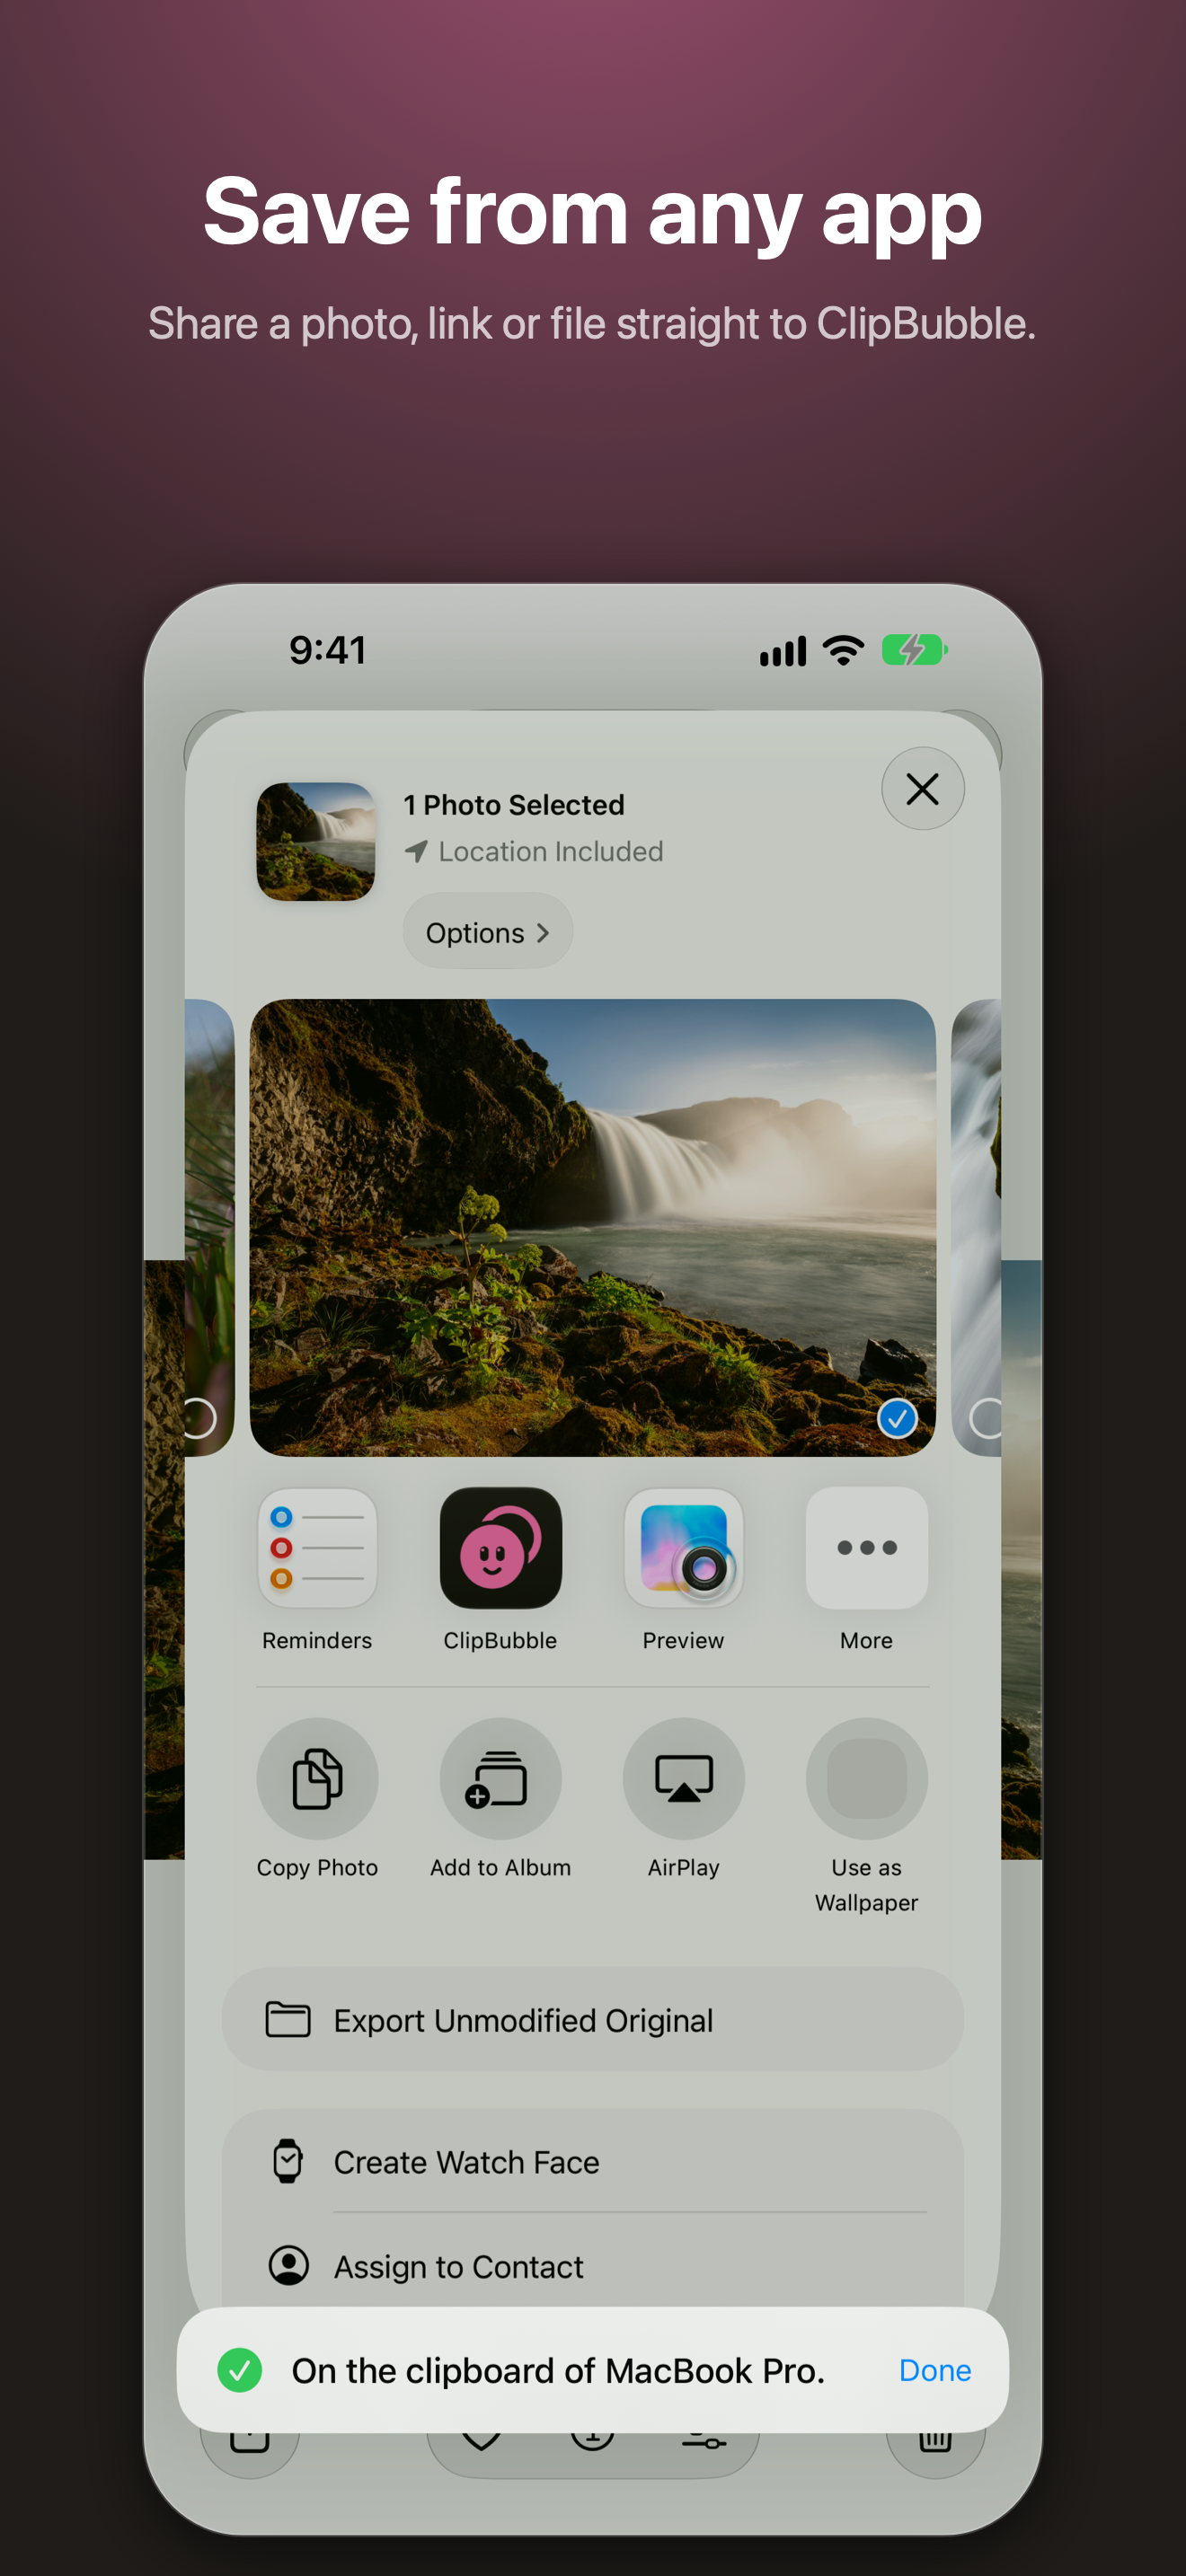 Save from any app
Share a photo, link or file straight to ClipBubble.
9:41
1 Photo Selected
Location Included
Options
Reminders
ClipBubble
Preview
More
Copy Photo
Add to Album
AirPlay
Use as
Wallpaper
Export Unmodified Original
Create Watch Face
Assign to Contact
On the clipboard of MacBook Pro.
Done